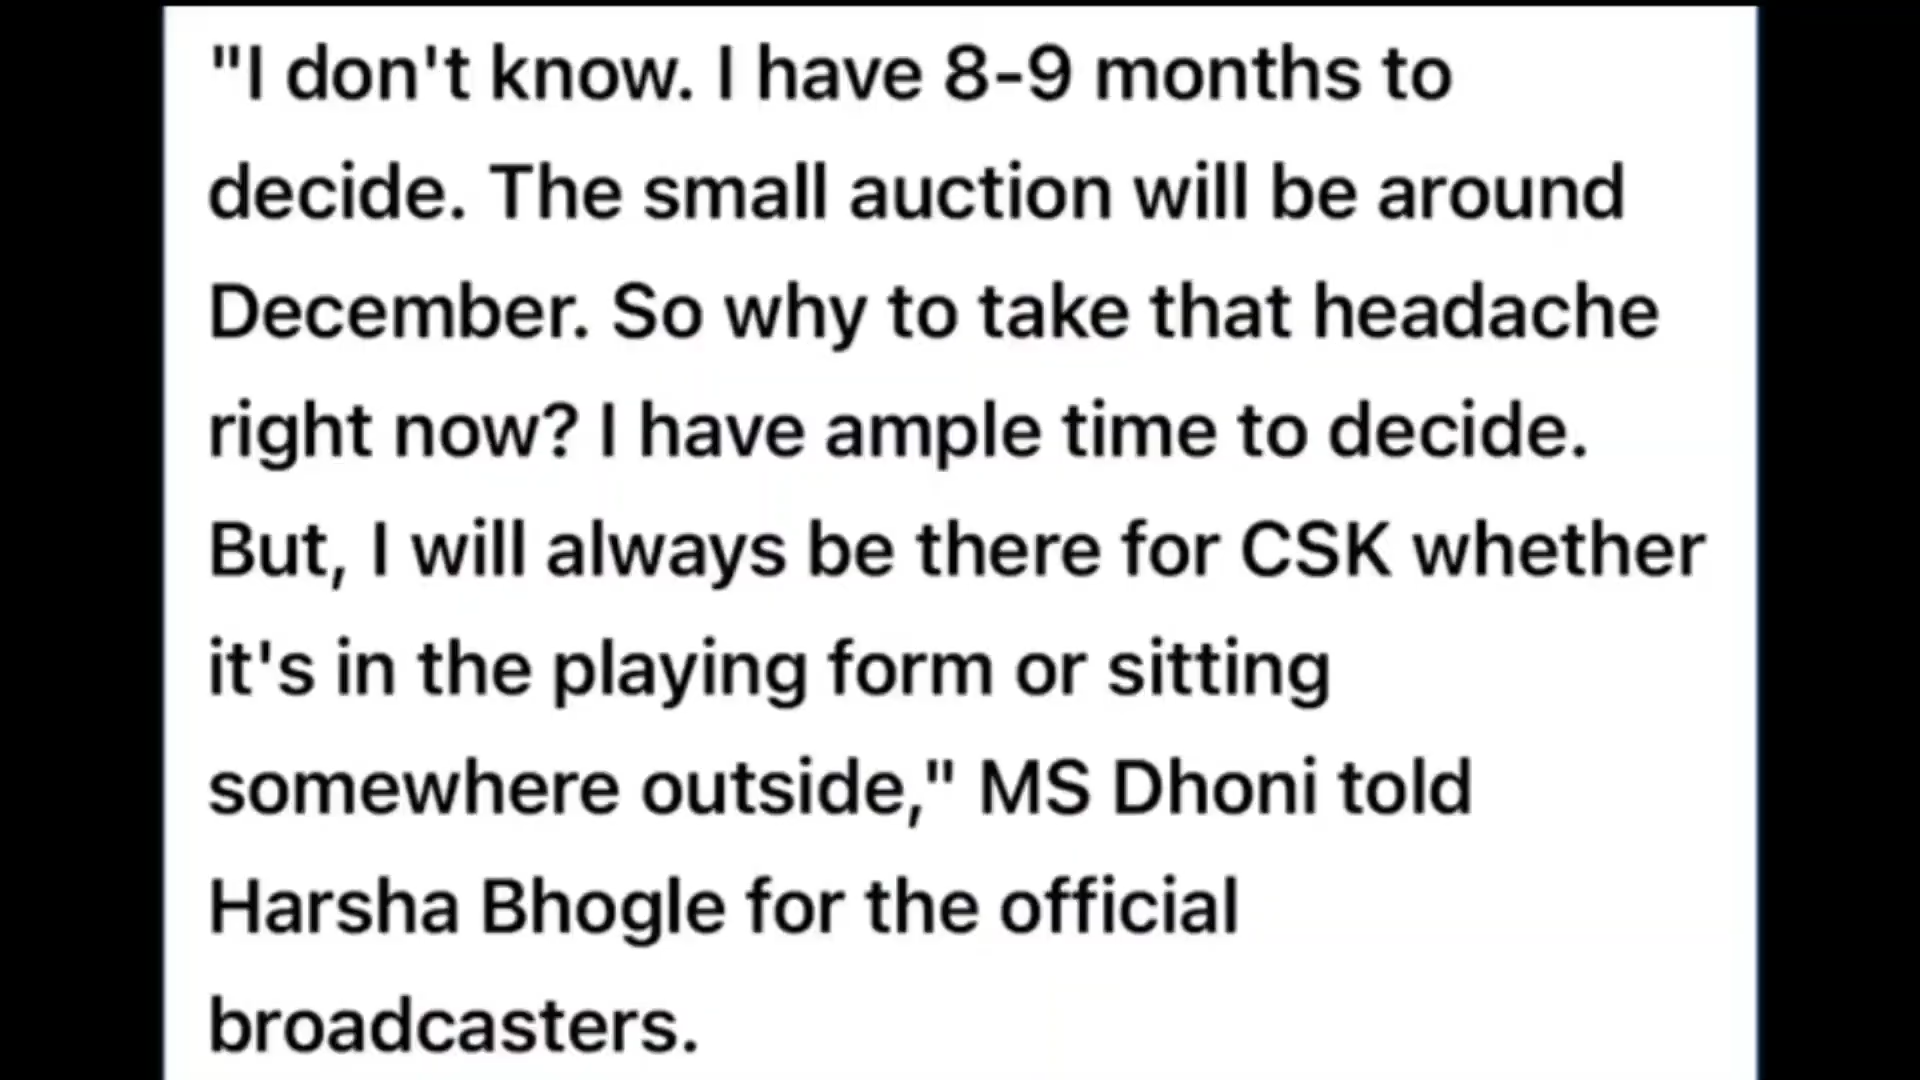 "I don't know. I have 8-9 months to
decide. The small auction will be around
December. So why to take that headache
right now? I have ample time to decide.
But, I will always be there for CSK whether
it's in the playing form or sitting
somewhere outside," MS Dhoni told
Harsha Bhogle for the official
broadcasters.